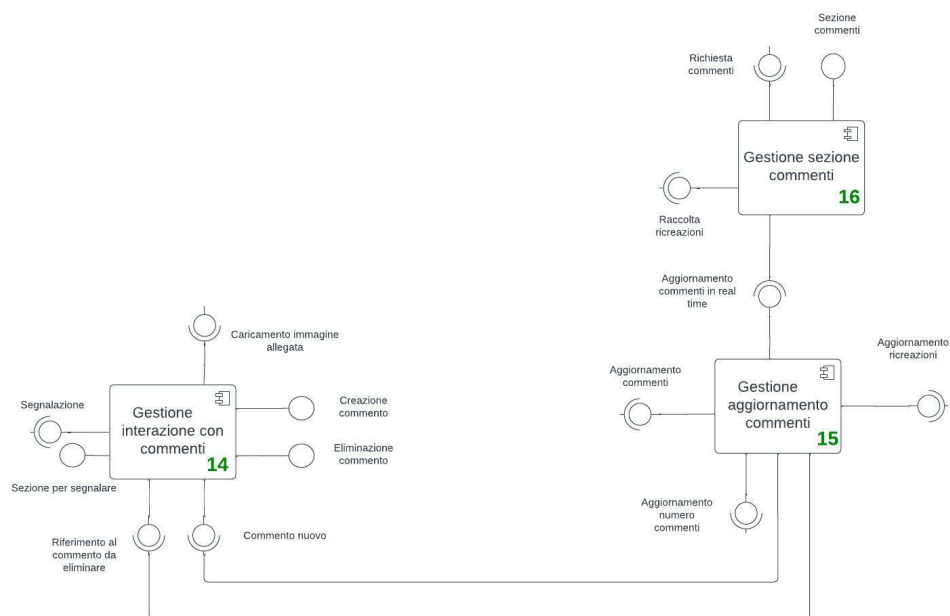 Sezione
commenti
Richiesta
commenti
Gestione sezione
commenti
16
Raccolta
ricreazioni
Aggiornamento
commenti in real
time
Caricamento immagine
allegata
Aggiornamento
ricreazioni
Aggiornamento
commenti
Gestione
aggiornamento
commenti
15
Segnalazione
Gestione
interazione con
commenti
14
Creazione
commento
Eliminazione
commento
Sezione per segnalare
Aggiornamento
numero
commenti
Riferimento al
commento da
eliminare
Commento nuovo